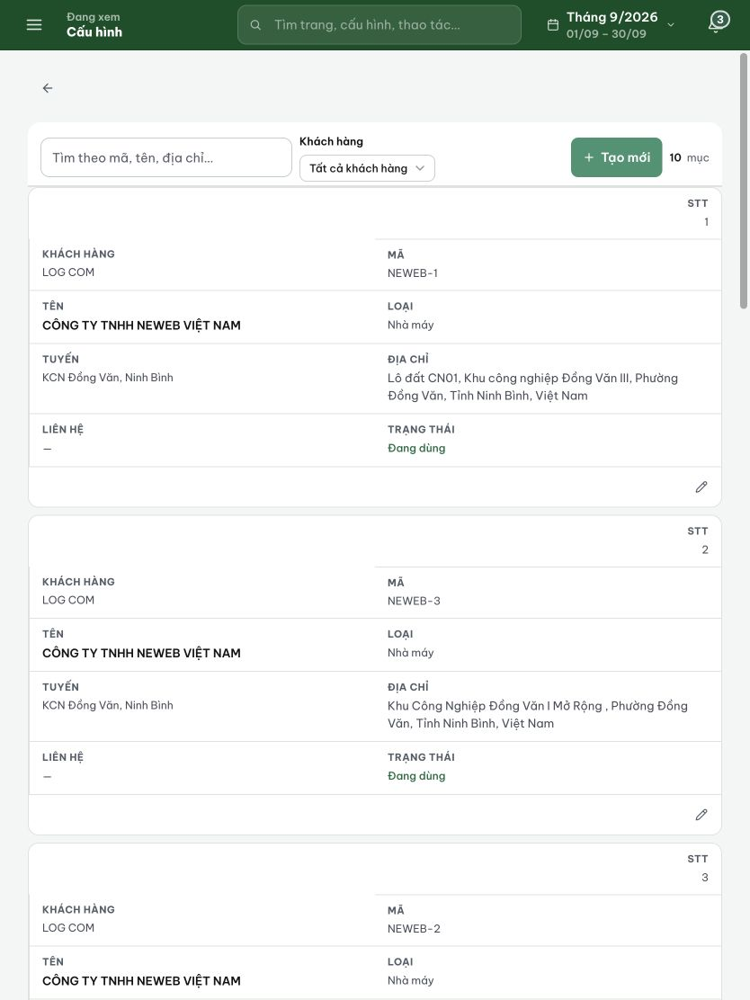 Đang xem
Cấu hình
Tìm trang, cấu hình, thao tác...
Tháng 9/2026
01/09 – 30/09
3
Tìm theo mã, tên, địa chỉ...
Khách hàng
Tất cả khách hàng
+ Tạo mới
10 mục
STT
1
KHÁCH HÀNG
LOG COM
MÃ
NEWEB-1
TÊN
CÔNG TY TNHH NEWEB VIỆT NAM
LOẠI
Nhà máy
TUYẾN
KCN Đồng Văn, Ninh Bình
ĐỊA CHỈ
Lô đất CN01, Khu công nghiệp Đồng Văn III, Phường
Đồng Văn, Tỉnh Ninh Bình, Việt Nam
LIÊN HỆ
—
TRẠNG THÁI
Đang dùng
STT
2
KHÁCH HÀNG
LOG COM
MÃ
NEWEB-3
TÊN
CÔNG TY TNHH NEWEB VIỆT NAM
LOẠI
Nhà máy
TUYẾN
KCN Đồng Văn, Ninh Bình
ĐỊA CHỈ
Khu Công Nghiệp Đồng Văn I Mở Rộng , Phường Đồng
Văn, Tỉnh Ninh Bình, Việt Nam
LIÊN HỆ
—
TRẠNG THÁI
Đang dùng
STT
3
KHÁCH HÀNG
LOG COM
MÃ
NEWEB-2
TÊN
CÔNG TY TNHH NEWEB VIỆT NAM
LOẠI
Nhà máy